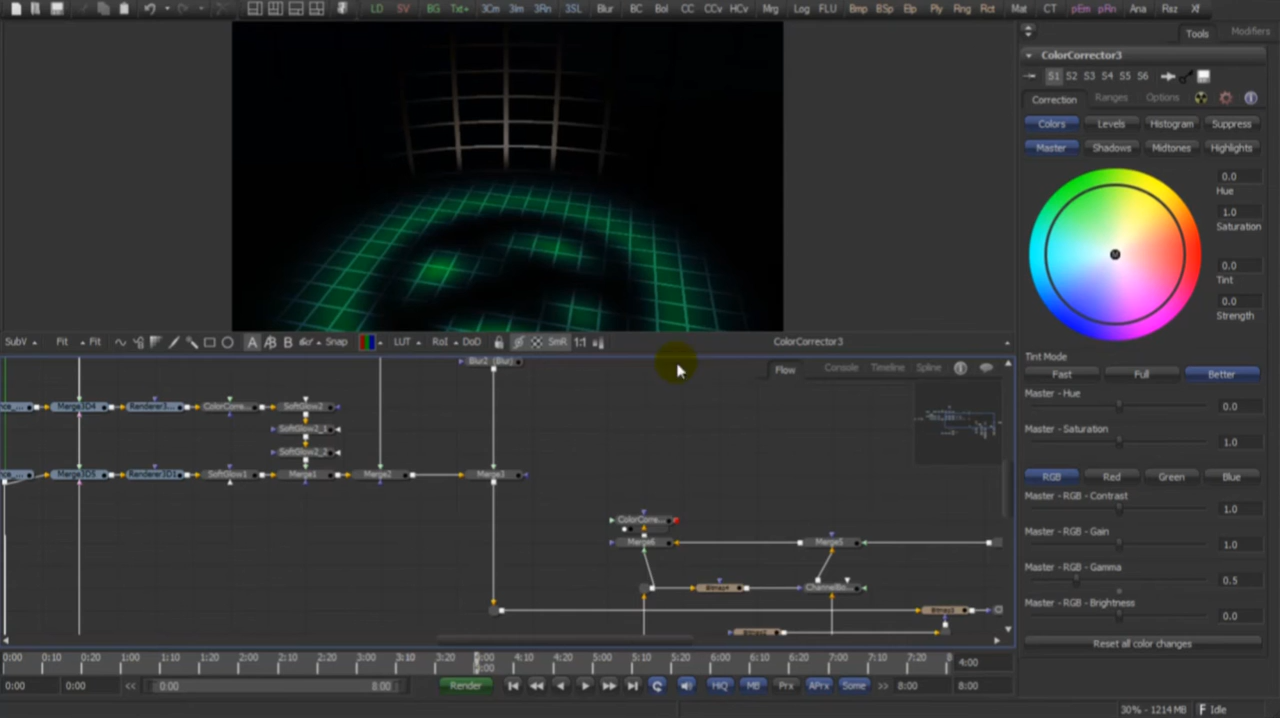 LD SV BG Txt+ 3Cm 3Im 3Rn 3SL Blur BC Bol CC CCv HCv Mrg Log FLU Bmp BSp Elp Ply Rng Rct Mat CT pEm pRn Ana Rsz Xf
Tools Modifiers
ColorCorrector3
S1 S2 S3 S4 S5 S6
Correction Ranges Options
Colors Levels Histogram Suppress
Master Shadows Midtones Highlights
0.0
Hue
1.0
Saturation
0.0
Tint
0.0
Strength
SubV Fit Fit A B Snap LUT RoI DoD SmR 1:1 ColorCorrector3
Tint Mode
Fast Full Better
Master - Hue 0.0
Master - Saturation 1.0
RGB Red Green Blue
Master - RGB - Contrast 1.0
Master - RGB - Gain 1.0
Master - RGB - Gamma 0.5
Master - RGB - Brightness 0.0
Reset all color changes
Blur2 (Blur)
Flow Console Timeline Spline
Merge3D4 ColorCorre... SoftGlow2
SoftGlow2_1
SoftGlow2_2
SoftGlow1 Merge1 Merge2 Merge3
ColorCorre...
Merge6 Merge5
Bitmap4 ChannelBo...
0:00 0:10 0:20 1:00 1:10 1:20 2:00 2:10 2:20 3:00 3:10 3:20 4:10 4:20 5:00 5:10 5:20 6:00 6:10 6:20 7:00 7:10 7:20 8 4:00
0:00 0:00 << 0:00 8:00 Render HiQ MB Prx APrx Some >> 8:00 8:00
30% - 1214 MB Idle